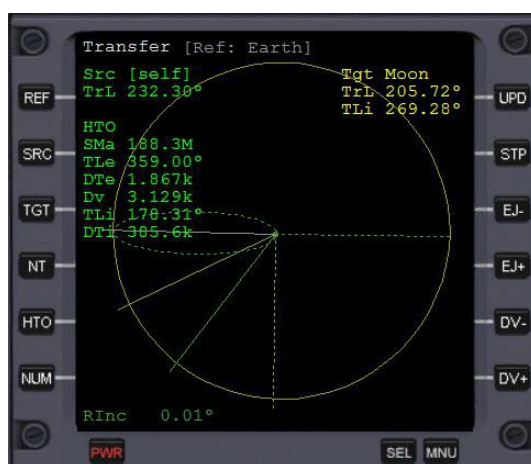 Transfer [Ref: Earth]
Src [self]
TrL 232.30°
Tgt Moon
TrL 205.72°
TLi 269.28°
HTO
SMa 188.3M
TLe 359.00°
DTe 1.867k
Dv 3.129k
TLi 178.31°
DTi 385.6k
RInc 0.01°
REF
SRC
TGT
NT
HTO
NUM
UPD
STP
EJ-
EJ+
DV-
DV+
PWR
SEL
MNU